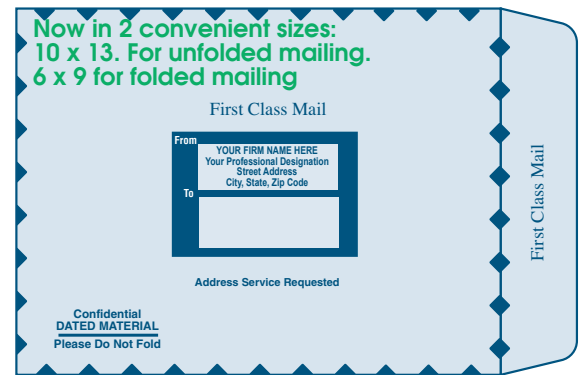 Now in 2 convenient sizes:
10 x 13. For unfolded mailing.
6 x 9 for folded mailing
First Class Mail
From
YOUR FIRM NAME HERE
Your Professional Designation
Street Address
City, State, Zip Code
To
Address Service Requested
Confidential
DATED MATERIAL
Please Do Not Fold
First Class Mail